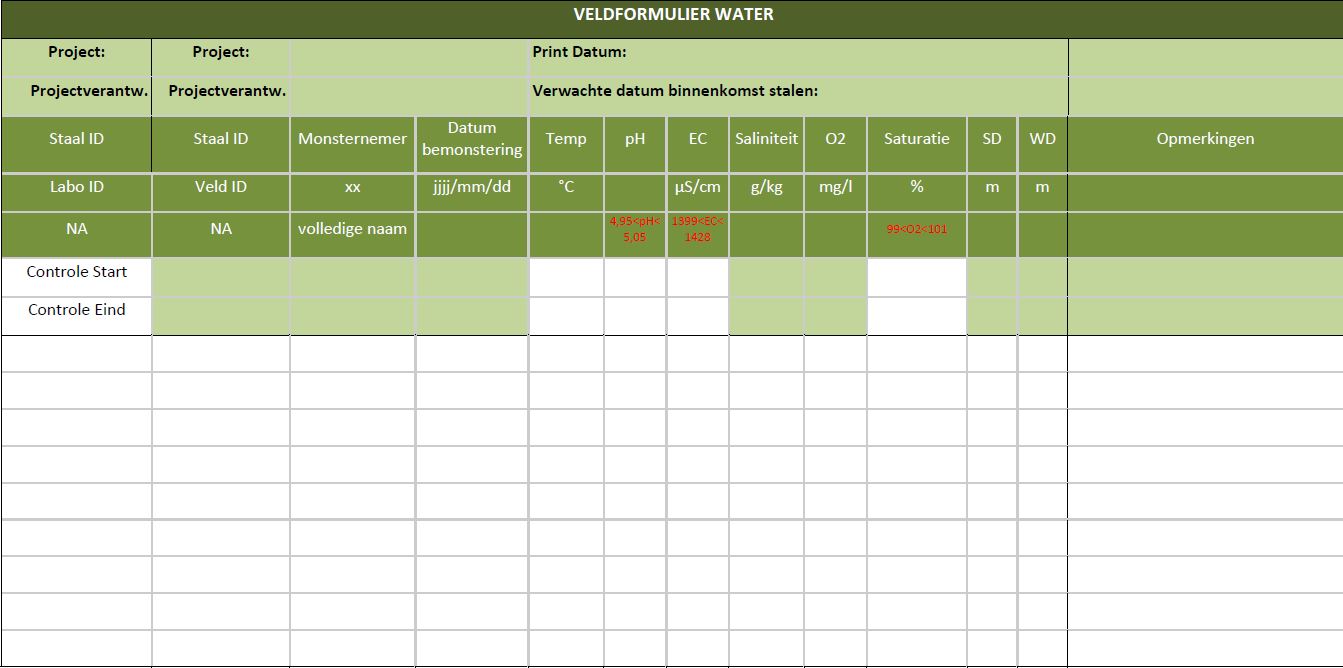 VELDFORMULIER WATER
Project: Project: Print Datum:
Projectverantw. Projectverantw. Verwachte datum binnenkomst stalen:
Staal ID Staal ID Monsternemer Datum bemonstering Temp pH EC Saliniteit O2 Saturatie SD WD Opmerkingen
Labo ID Veld ID xx jjjj/mm/dd °C µS/cm g/kg mg/l % m m
NA NA volledige naam 4,95<pH< 5,05 1399<EC< 1428 99<O2<101
Controle Start
Controle Eind